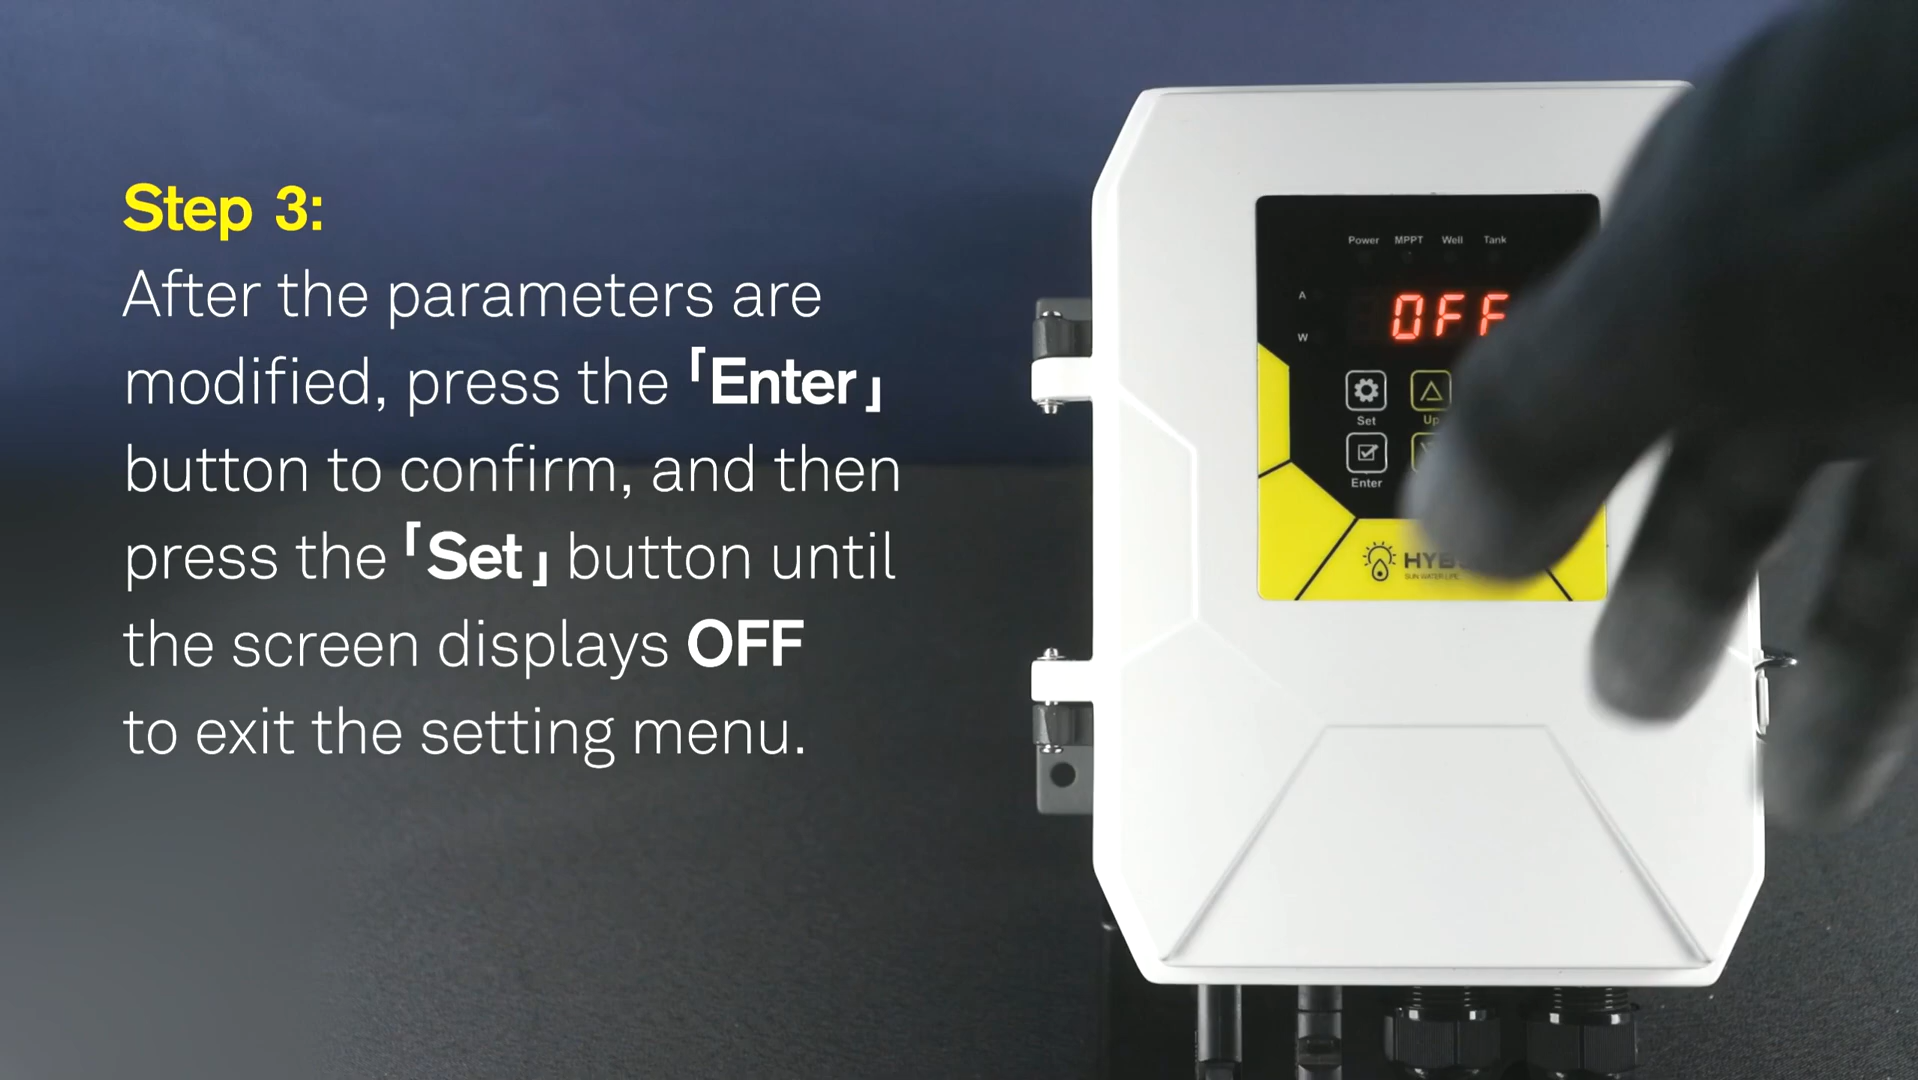 Step 3:
After the parameters are
modified, press the 「Enter」
button to confirm, and then
press the 「Set」 button until
the screen displays OFF
to exit the setting menu.
Power MPPT Well Tank
A
OFF
W
Set Up
Enter